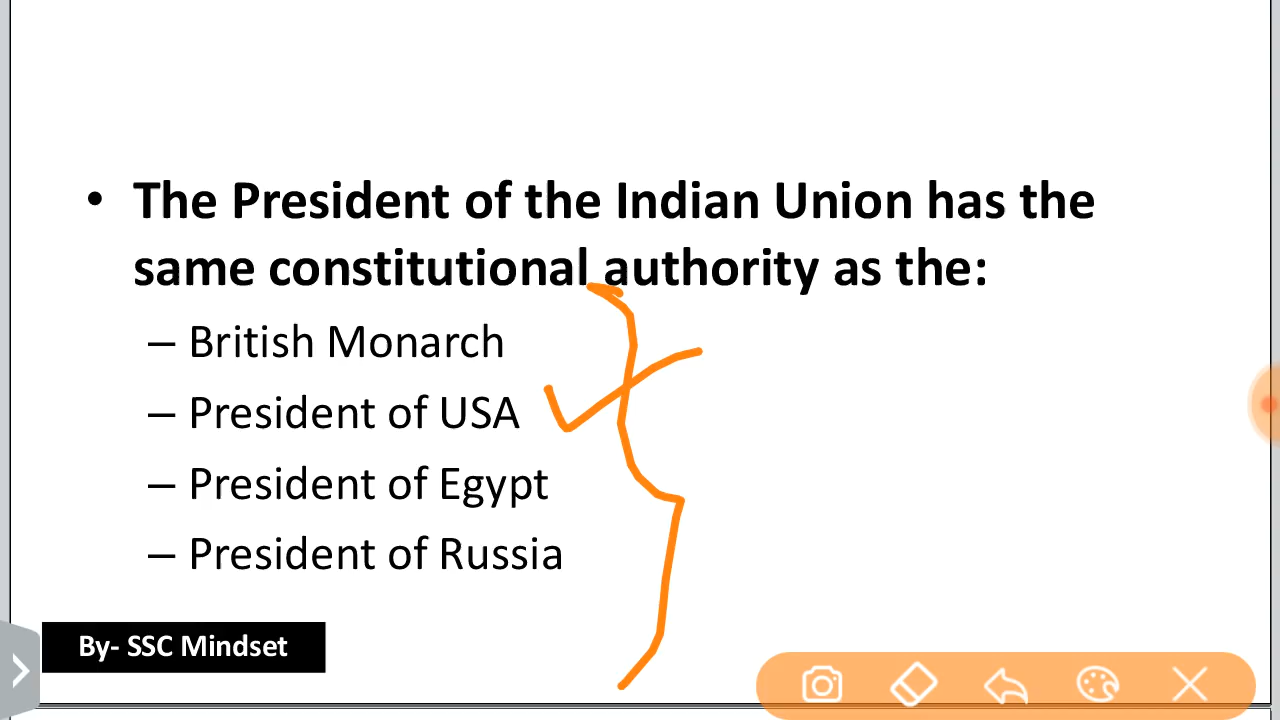 • The President of the Indian Union has the
same constitutional authority as the:
– British Monarch
– President of USA
– President of Egypt
– President of Russia
By- SSC Mindset